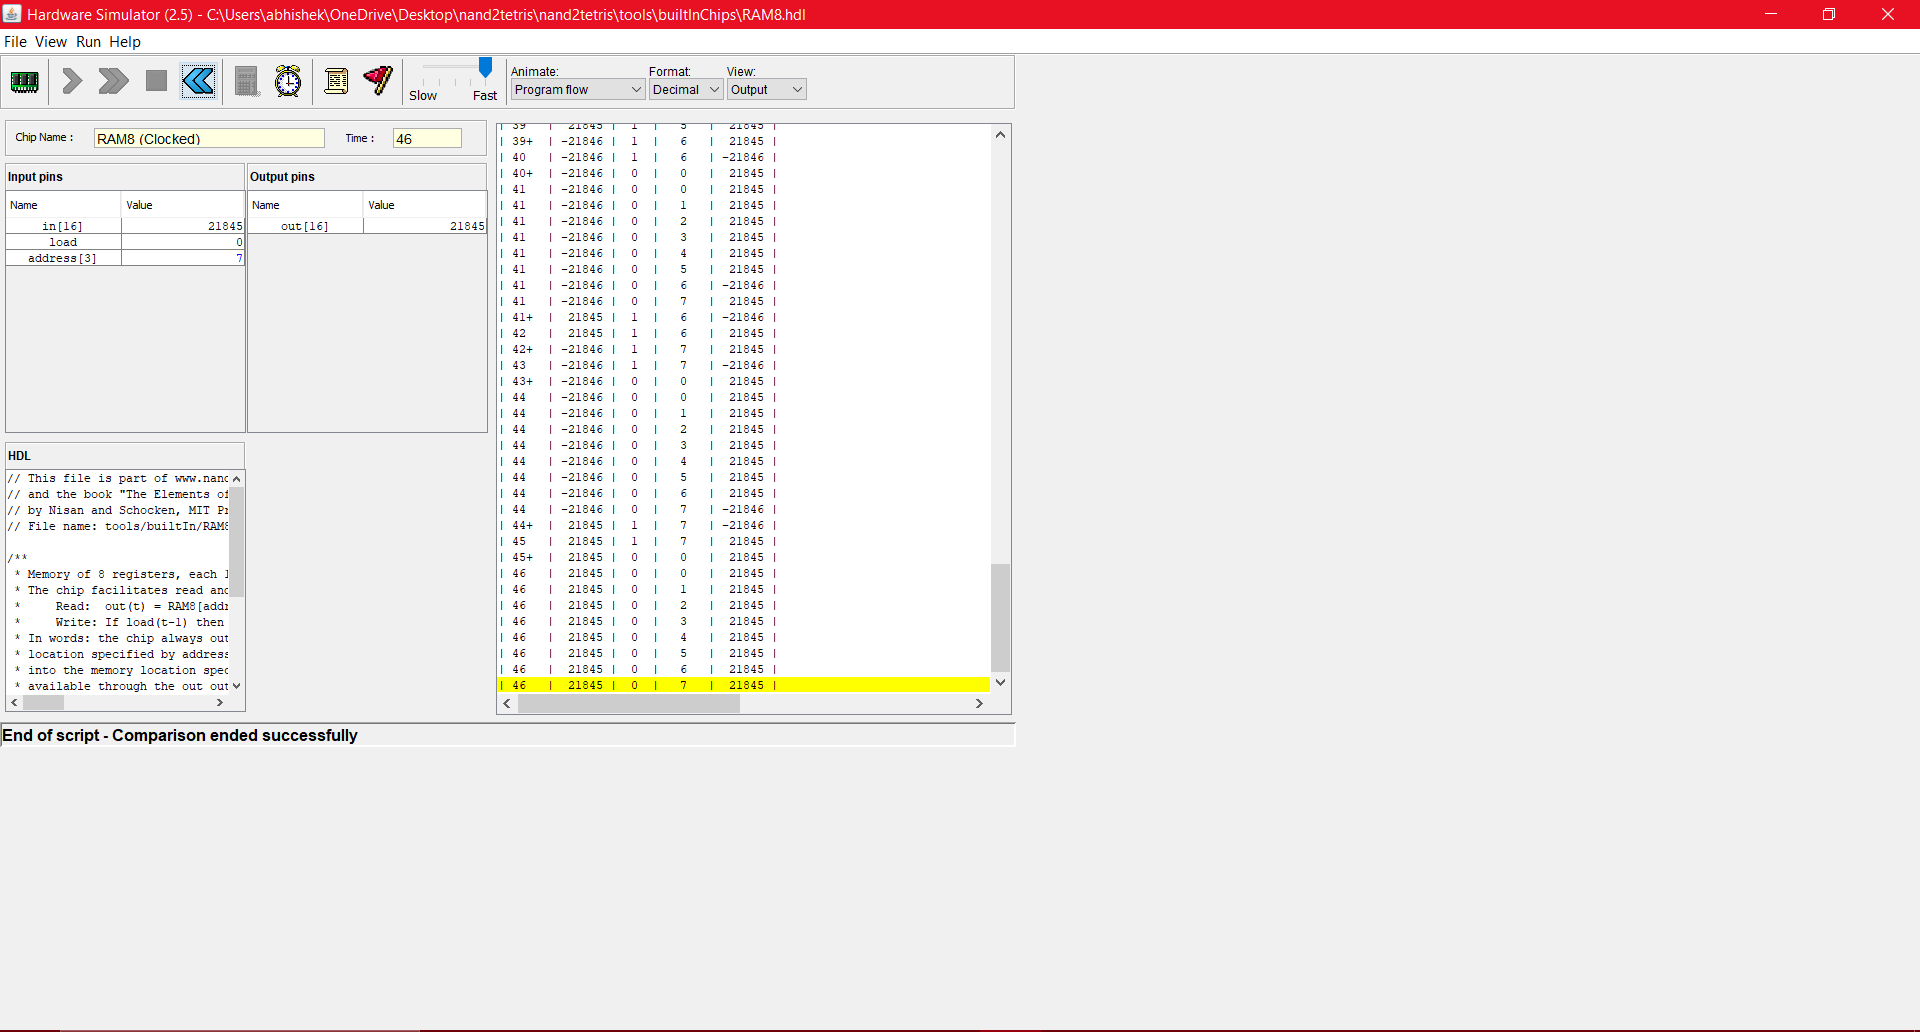 Hardware Simulator (2.5) - C:\Users\abhishek\OneDrive\Desktop\nand2tetris\nand2tetris\tools\builtInChips\RAM8.hdl
File View Run Help
Slow Fast
Animate: Format: View:
Program flow Decimal Output
Chip Name : RAM8 (Clocked) Time : 46
Input pins
Name Value
in[16] 21845
load 0
address[3] 7
Output pins
Name Value
out[16] 21845
HDL
// This file is part of www.nand
// and the book "The Elements of
// by Nisan and Schocken, MIT Pr
// File name: tools/builtIn/RAM8
/**
* Memory of 8 registers, each 1
* The chip facilitates read and
* Read: out(t) = RAM8[addr
* Write: If load(t-1) then
* In words: the chip always out
* location specified by address
* into the memory location spec
* available through the out out
| 39 | 21845 | 1 | 5 | 21845 |
| 39+ | -21846 | 1 | 6 | 21845 |
| 40 | -21846 | 1 | 6 | -21846 |
| 40+ | -21846 | 0 | 0 | 21845 |
| 41 | -21846 | 0 | 0 | 21845 |
| 41 | -21846 | 0 | 1 | 21845 |
| 41 | -21846 | 0 | 2 | 21845 |
| 41 | -21846 | 0 | 3 | 21845 |
| 41 | -21846 | 0 | 4 | 21845 |
| 41 | -21846 | 0 | 5 | 21845 |
| 41 | -21846 | 0 | 6 | -21846 |
| 41 | -21846 | 0 | 7 | 21845 |
| 41+ | 21845 | 1 | 6 | -21846 |
| 42 | 21845 | 1 | 6 | 21845 |
| 42+ | -21846 | 1 | 7 | 21845 |
| 43 | -21846 | 1 | 7 | -21846 |
| 43+ | -21846 | 0 | 0 | 21845 |
| 44 | -21846 | 0 | 0 | 21845 |
| 44 | -21846 | 0 | 1 | 21845 |
| 44 | -21846 | 0 | 2 | 21845 |
| 44 | -21846 | 0 | 3 | 21845 |
| 44 | -21846 | 0 | 4 | 21845 |
| 44 | -21846 | 0 | 5 | 21845 |
| 44 | -21846 | 0 | 6 | 21845 |
| 44 | -21846 | 0 | 7 | -21846 |
| 44+ | 21845 | 1 | 7 | -21846 |
| 45 | 21845 | 1 | 7 | 21845 |
| 45+ | 21845 | 0 | 0 | 21845 |
| 46 | 21845 | 0 | 0 | 21845 |
| 46 | 21845 | 0 | 1 | 21845 |
| 46 | 21845 | 0 | 2 | 21845 |
| 46 | 21845 | 0 | 3 | 21845 |
| 46 | 21845 | 0 | 4 | 21845 |
| 46 | 21845 | 0 | 5 | 21845 |
| 46 | 21845 | 0 | 6 | 21845 |
| 46 | 21845 | 0 | 7 | 21845 |
End of script - Comparison ended successfully